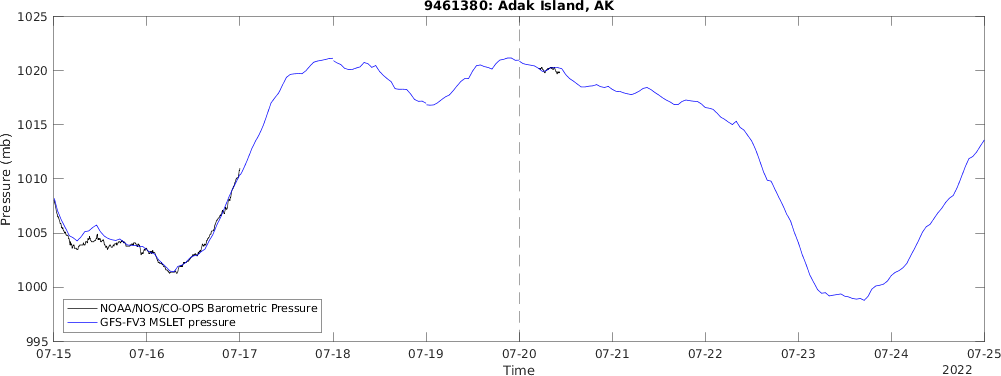 9461380: Adak Island, AK
Pressure (mb)
1025
1020
1015
1010
1005
1000
995
NOAA/NOS/CO-OPS Barometric Pressure
GFS-FV3 MSLET pressure
07-15 07-16 07-17 07-18 07-19 07-20 07-21 07-22 07-23 07-24 07-25
Time
2022